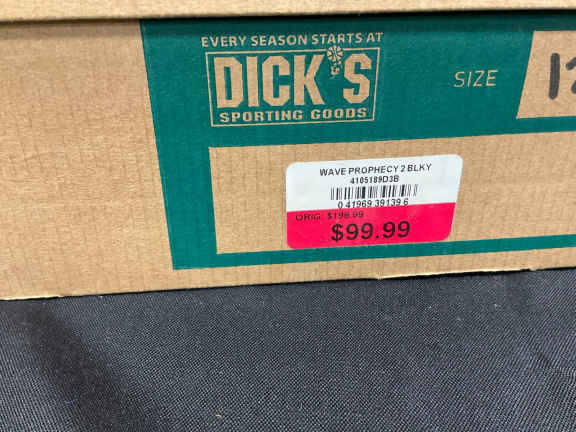 EVERY SEASON STARTS AT
DICK'S
SPORTING GOODS
SIZE
WAVE PROPHECY 2 BLKY
4105189D3B
0 41969 39139 6
ORIG. $199.99
$99.99